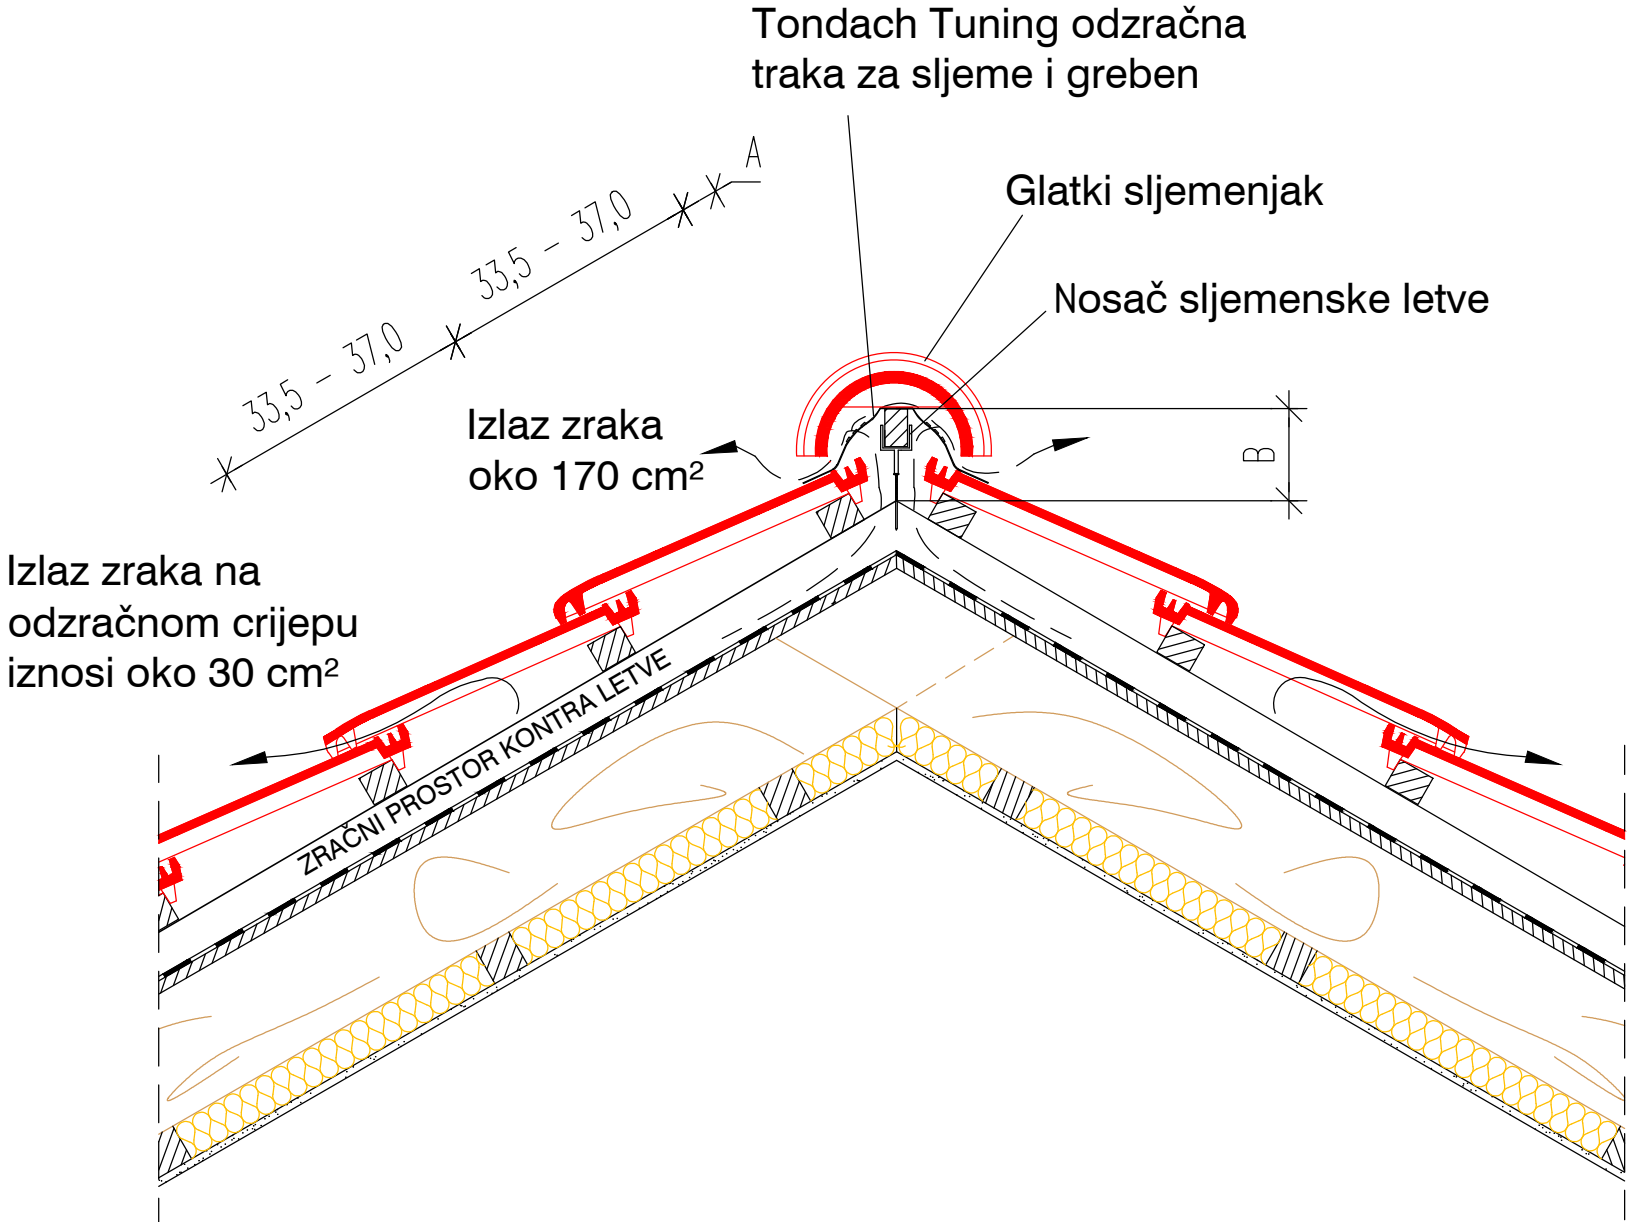 Tondach Tuning odzračna
traka za sljeme i greben
A
Glatki sljemenjak
33,5 – 37,0
Nosač sljemenske letve
33,5 – 37,0
Izlaz zraka
oko 170 cm²
B
Izlaz zraka na
odzračnom crijepu
iznosi oko 30 cm²
ZRAČNI PROSTOR KONTRA LETVE